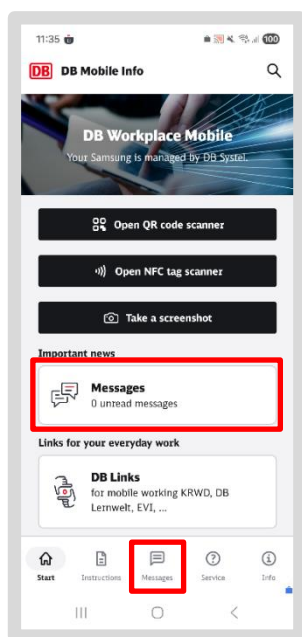 11:35
100
DB DB Mobile Info
DB Workplace Mobile
Your Samsung is managed by DB Systel.
Open QR code scanner
Open NFC tag scanner
Take a screenshot
Important news
Messages
0 unread messages
Links for your everyday work
DB Links
for mobile working KRWD, DB
Lernwelt, EVI, ...
Start Instructions Messages Service Info